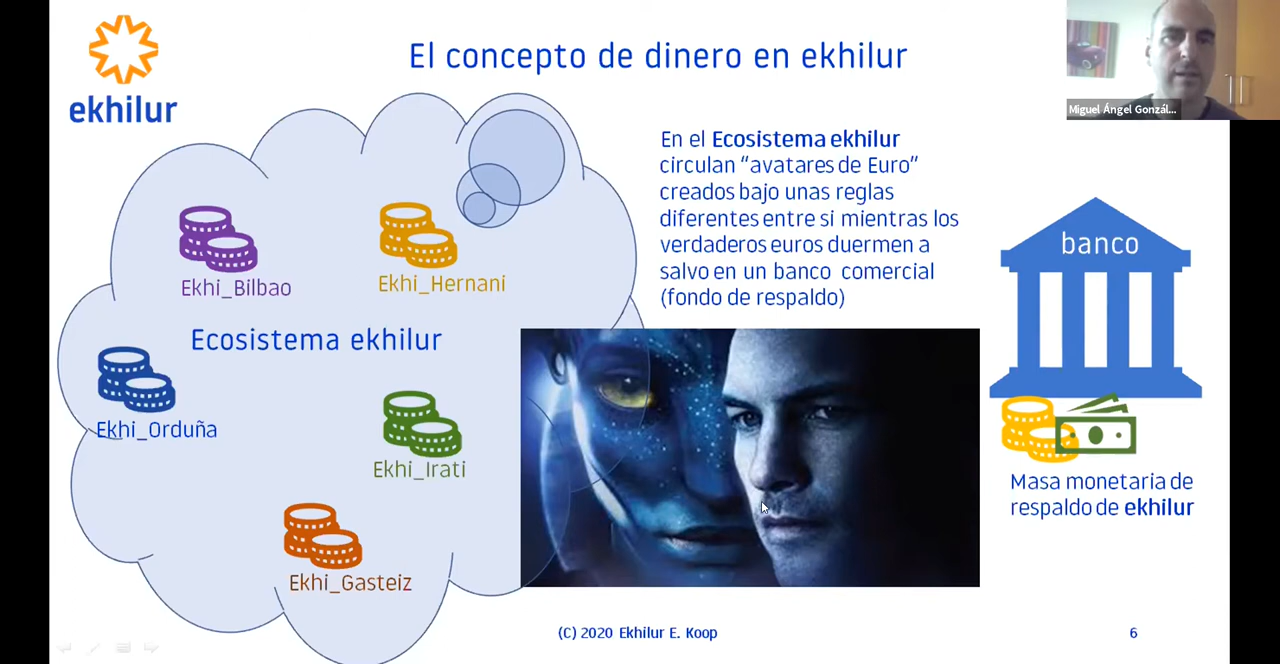 El concepto de dinero en ekhilur
ekhilur
Miguel Ángel Gonzál...
En el Ecosistema ekhilur
circulan “avatares de Euro”
creados bajo unas reglas
diferentes entre si mientras los
verdaderos euros duermen a
salvo en un banco comercial
(fondo de respaldo)
banco
Ekhi_Bilbao
Ekhi_Hernani
Ecosistema ekhilur
Ekhi_Orduña
Ekhi_Irati
Ekhi_Gasteiz
Masa monetaria de
respaldo de ekhilur
(C) 2020 Ekhilur E. Koop
6